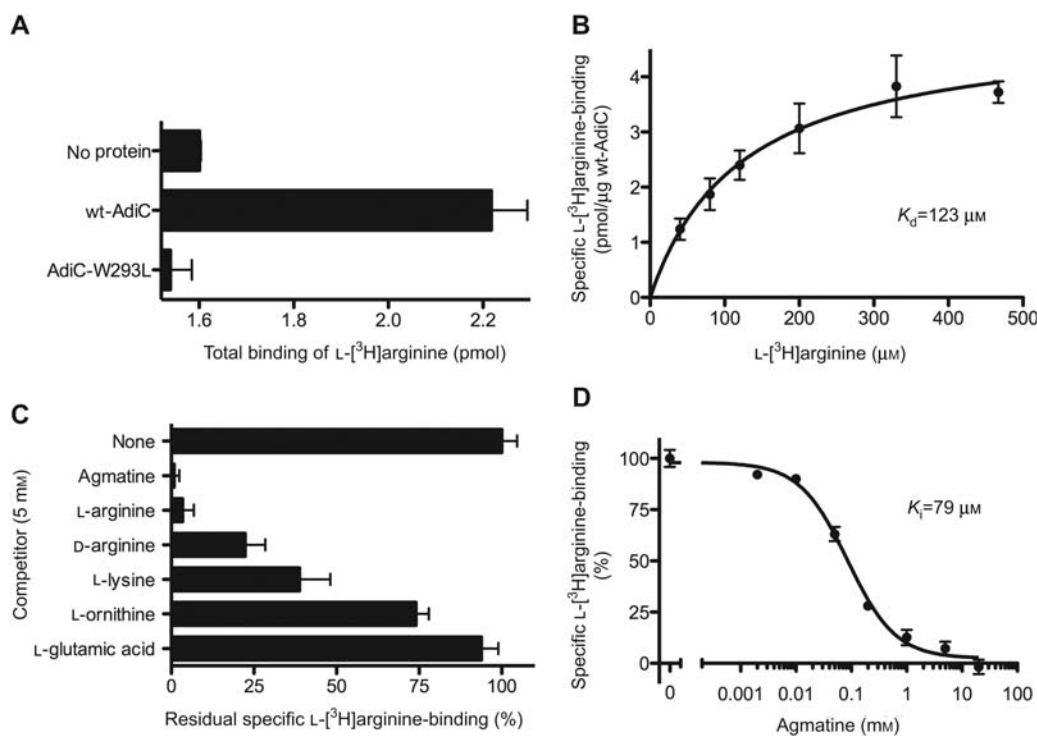 A
No protein
wt-AdiC
AdiC-W293L
1.6 1.8 2.0 2.2
Total binding of L-[³H]arginine (pmol)
B
Specific L-[³H]arginine-binding
(pmol/µg wt-AdiC)
4
3
2
1
0
Kd=123 µM
0 100 200 300 400 500
L-[³H]arginine (µM)
C
Competitor (5 mM)
None
Agmatine
L-arginine
D-arginine
L-lysine
L-ornithine
L-glutamic acid
0 25 50 75 100
Residual specific L-[³H]arginine-binding (%)
D
Specific L-[³H]arginine-binding
(%)
100
75
50
25
0
Ki=79 µM
0 0.001 0.01 0.1 1 10 100
Agmatine (mM)